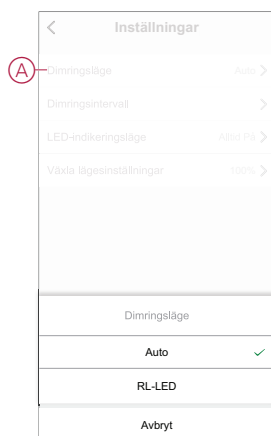 Inställningar
A
Dimringsläge Auto
Dimringsintervall
LED-indikeringsläge Alltid På
Växla lägesinställningar 100%
Dimringsläge
Auto
RL-LED
Avbryt